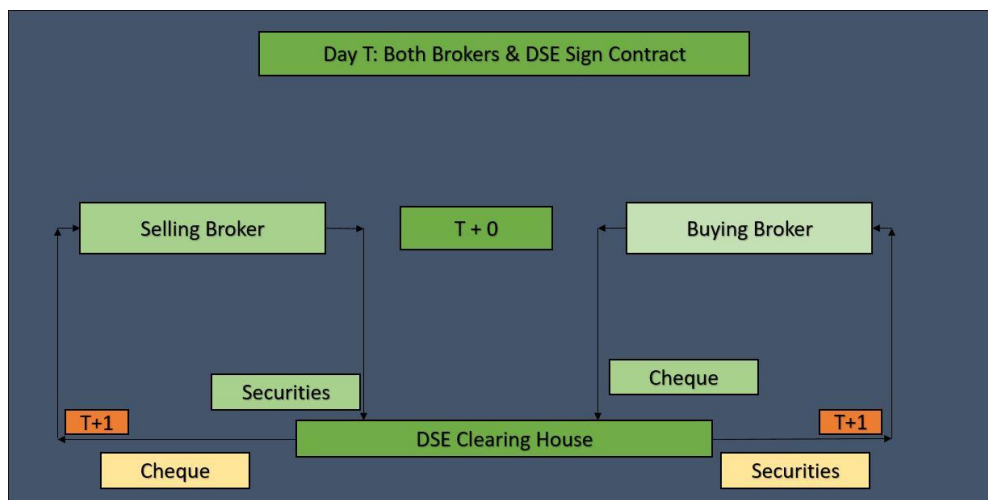 Day T: Both Brokers & DSE Sign Contract
Selling Broker
T + 0
Buying Broker
Securities
Cheque
T+1
DSE Clearing House
T+1
Cheque
Securities